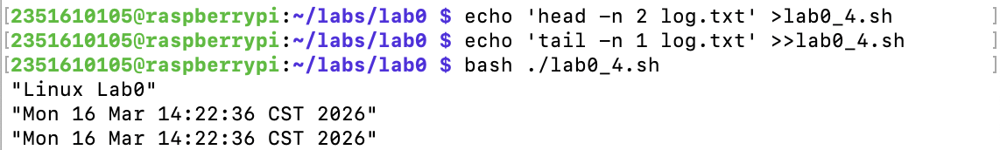 [2351610105@raspberrypi:~/labs/lab0 $ echo 'head -n 2 log.txt' >lab0_4.sh ]
[2351610105@raspberrypi:~/labs/lab0 $ echo 'tail -n 1 log.txt' >>lab0_4.sh ]
[2351610105@raspberrypi:~/labs/lab0 $ bash ./lab0_4.sh ]
"Linux Lab0"
"Mon 16 Mar 14:22:36 CST 2026"
"Mon 16 Mar 14:22:36 CST 2026"